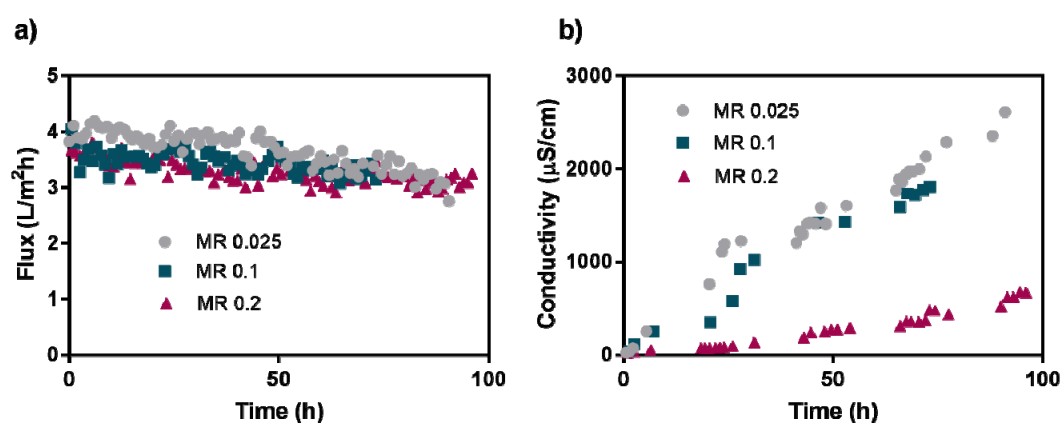 a)
Flux (L/m²h)
5
4
3
2
1
0
0
50
100
Time (h)
MR 0.025
MR 0.1
MR 0.2
b)
Conductivity (µS/cm)
3000
2000
1000
0
0
50
100
Time (h)
MR 0.025
MR 0.1
MR 0.2